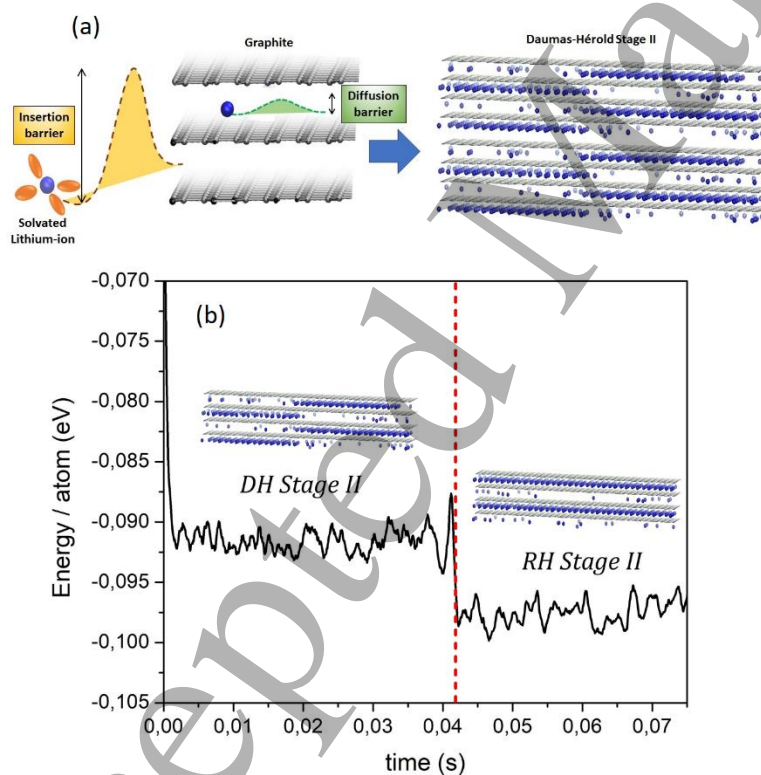 (a)
Graphite
Daumas-Hérold Stage II
Insertion
barrier
Diffusion
barrier
Solvated
Lithium-ion
(b)
-0,070
-0,075
-0,080
-0,085
-0,090
-0,095
-0,100
-0,105
Energy / atom (eV)
DH Stage II
RH Stage II
0,00 0,01 0,02 0,03 0,04 0,05 0,06 0,07
time (s)
epted Ma